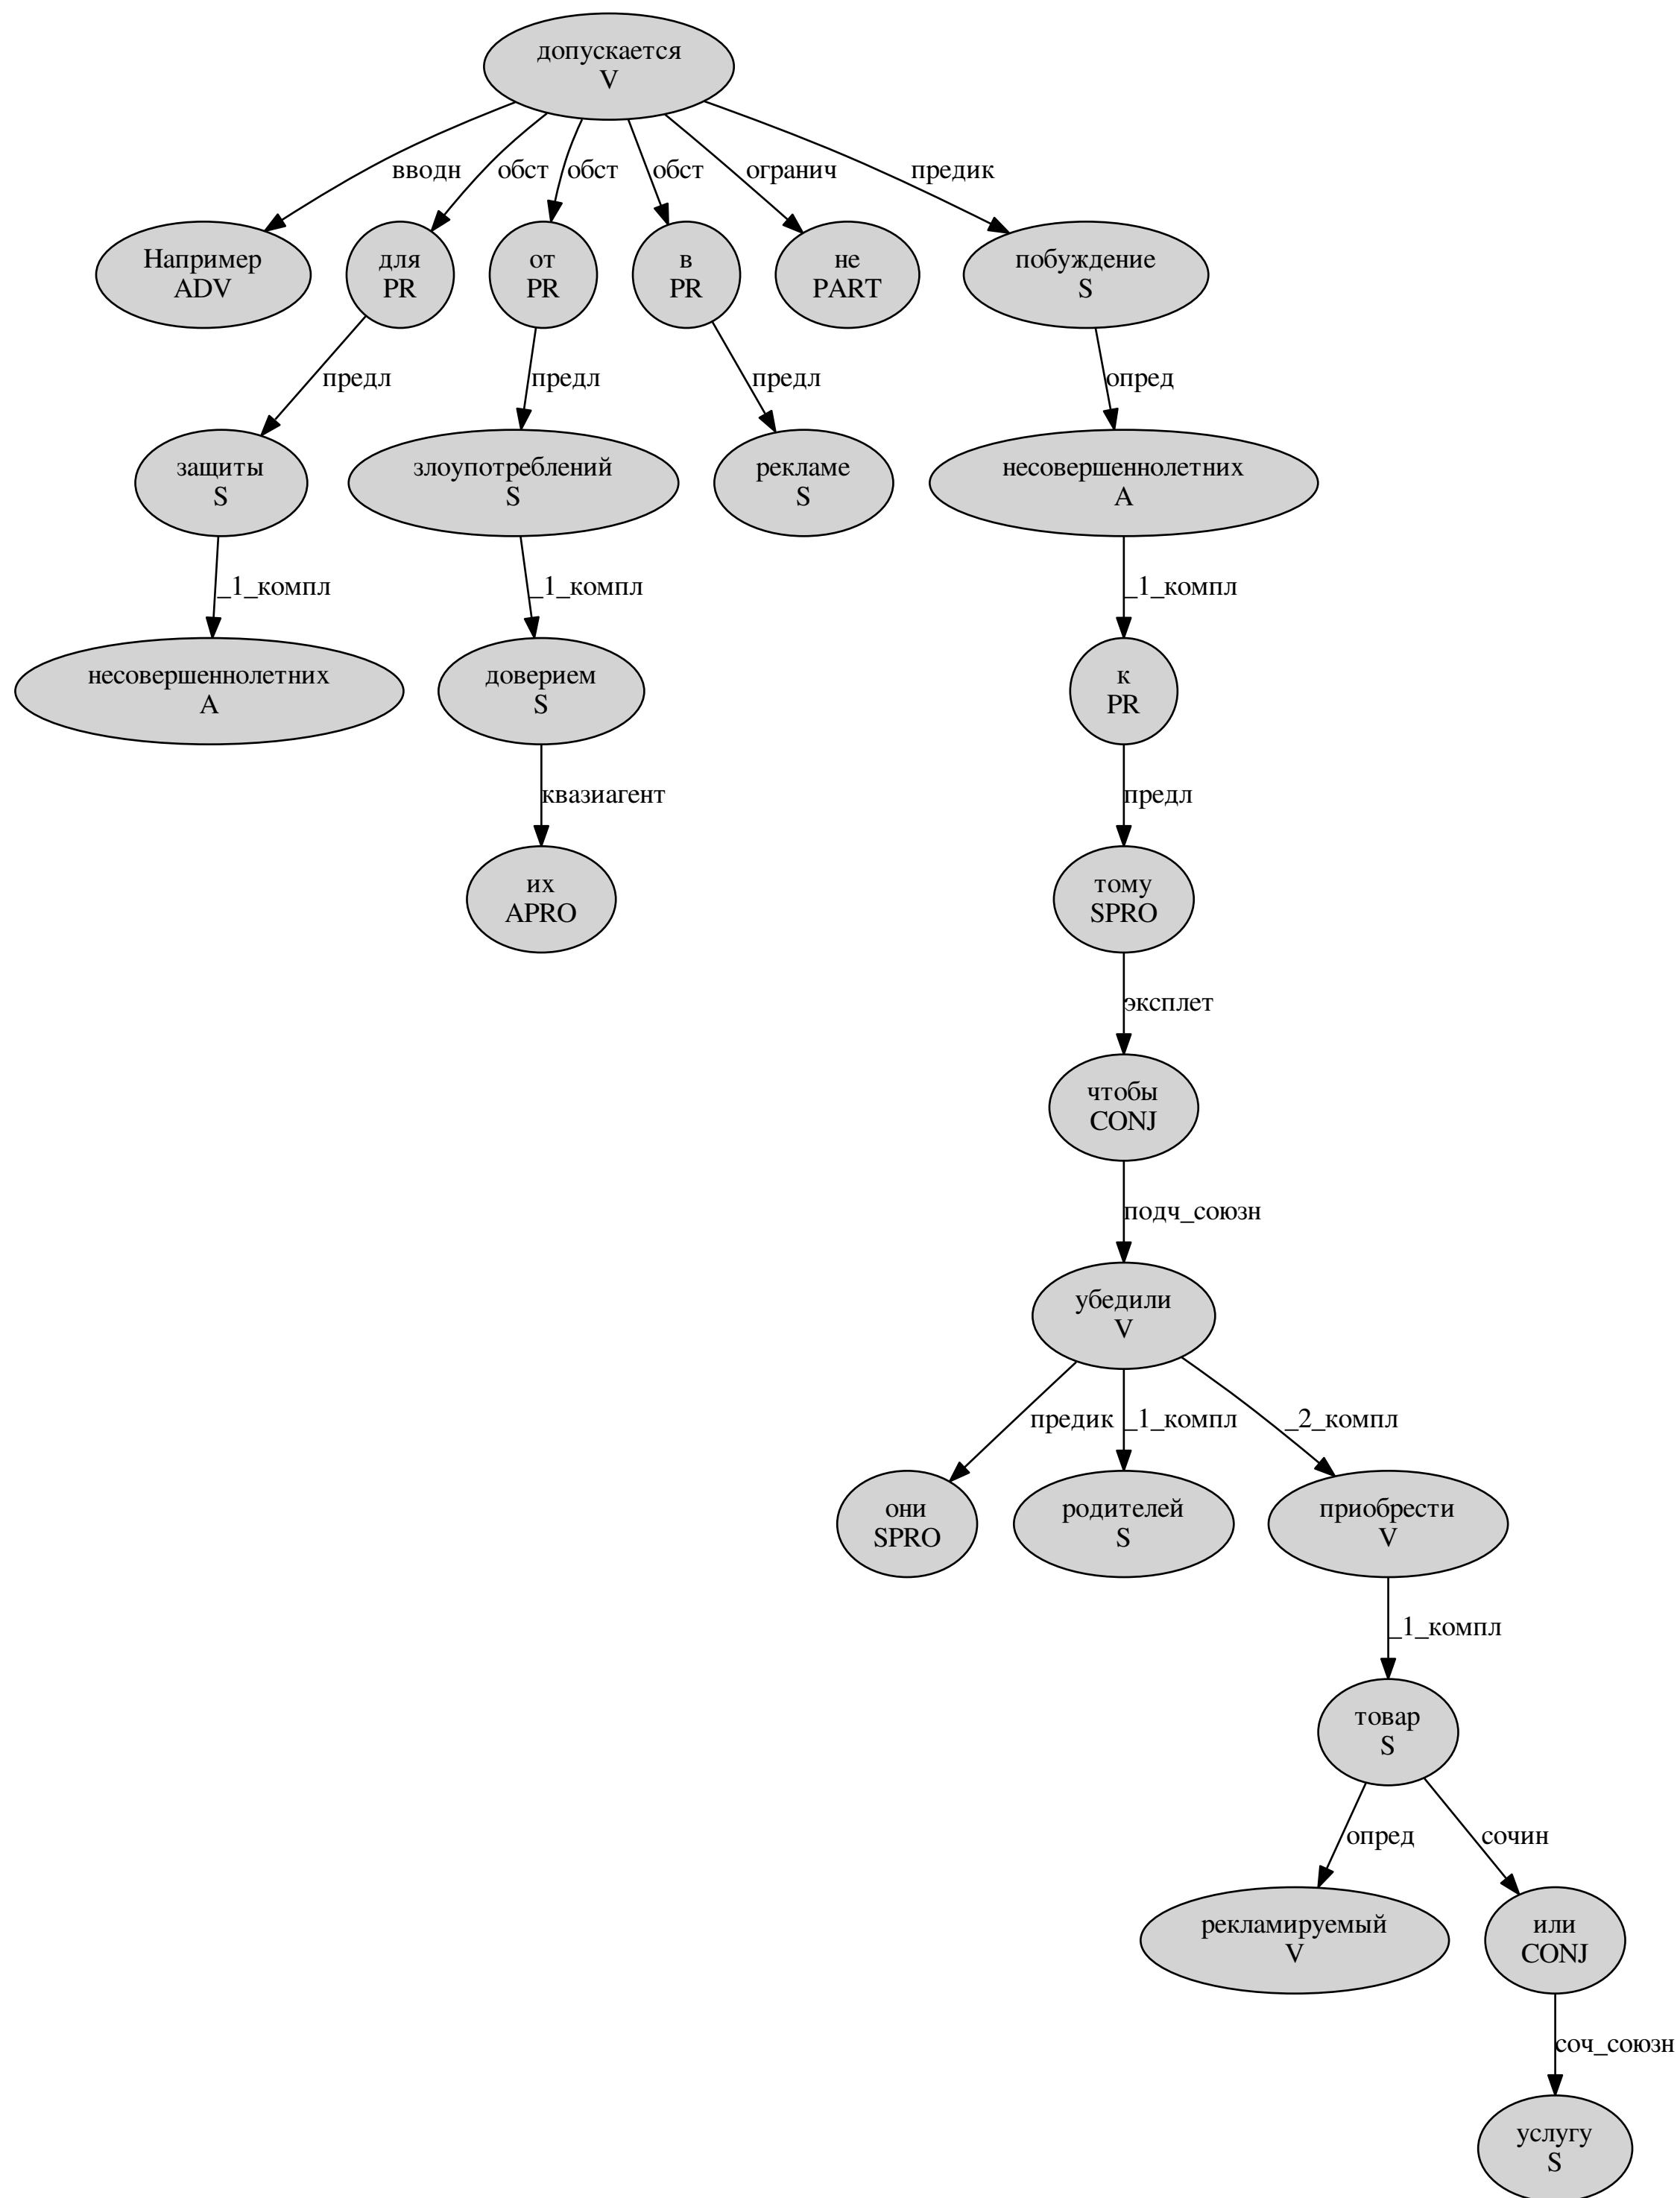 допускается
V
вводн
обст
обст
обст
огранич
предик
Например
ADV
для
PR
от
PR
в
PR
не
PART
побуждение
S
предл
предл
предл
опред
защиты
S
злоупотреблений
S
рекламе
S
несовершеннолетних
A
_1_компл
_1_компл
_1_компл
несовершеннолетних
A
доверием
S
к
PR
квазиагент
предл
их
APRO
тому
SPRO
эксплет
чтобы
CONJ
подч_союзн
убедили
V
предик
_1_компл
_2_компл
они
SPRO
родителей
S
приобрести
V
_1_компл
товар
S
опред
сочин
рекламируемый
V
или
CONJ
соч_союзн
услугу
S